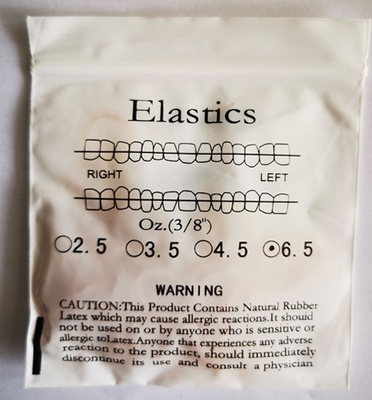 Elastics
RIGHT LEFT
Oz.(3/8")
2.5 3.5 4.5 6.5
WARNING
CAUTION:This Product Contains Natural Rubber
Latex which may cause allergic reactions.It shouid
not be used on or by anyone who is sensitive or
allergic toLatex.Anyone that experiences any adverse
reaction to the product, should immediately
discontinue its use and consult a physician